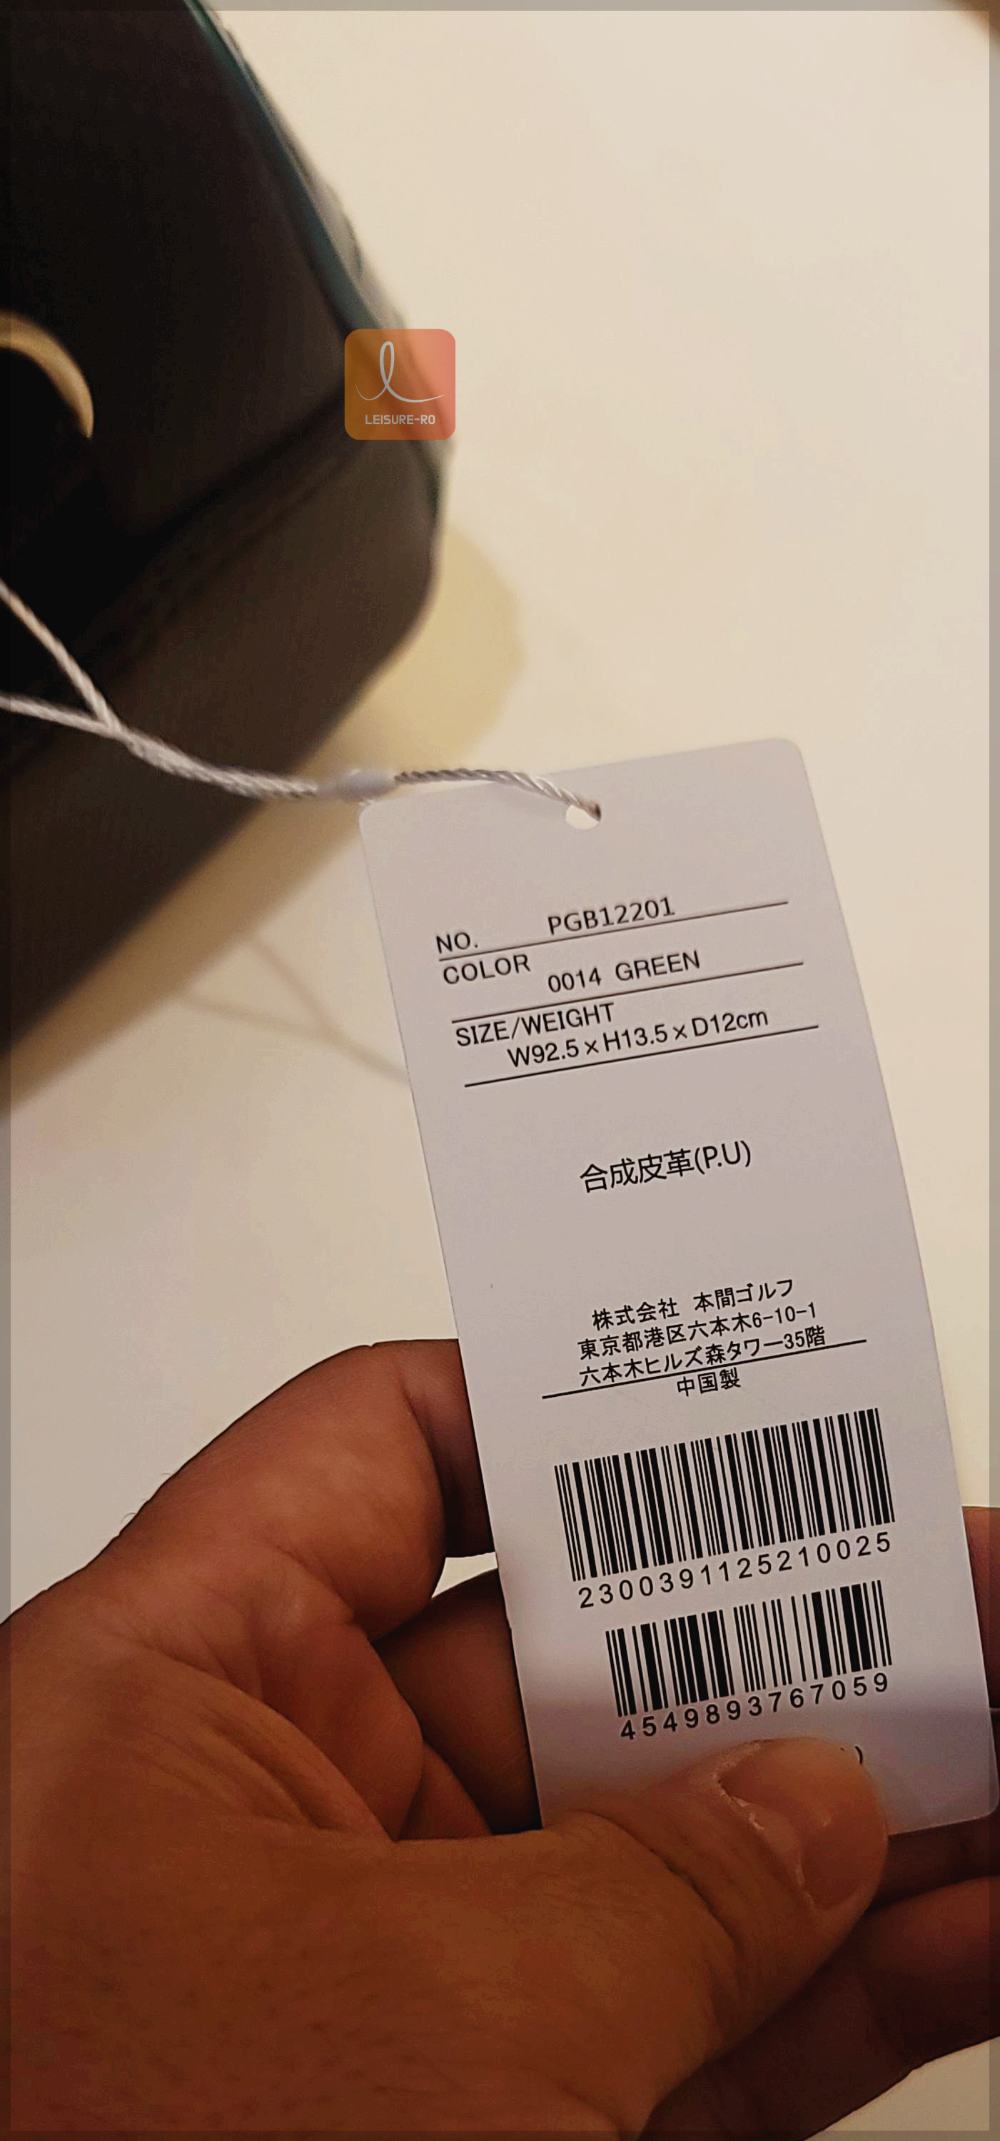 LEISURE-RO
NO. PGB12201
COLOR
0014 GREEN
SIZE/WEIGHT
W92.5×H13.5×D12cm
合成皮革(P.U)
株式会社 本間ゴルフ
東京都港区六本木6-10-1
六本木ヒルズ森タワー35階
中国製
2300391125210025
4549893767059
)